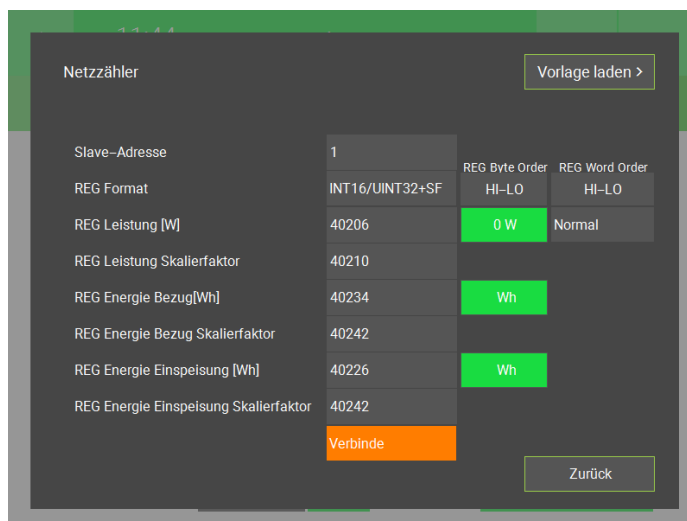 11:44
Netzzähler
Vorlage laden >
Slave–Adresse 1
REG Byte Order REG Word Order
REG Format INT16/UINT32+SF HI–LO HI–LO
REG Leistung [W] 40206 0 W Normal
REG Leistung Skalierfaktor 40210
REG Energie Bezug[Wh] 40234 Wh
REG Energie Bezug Skalierfaktor 40242
REG Energie Einspeisung [Wh] 40226 Wh
REG Energie Einspeisung Skalierfaktor 40242
Verbinde
Zurück